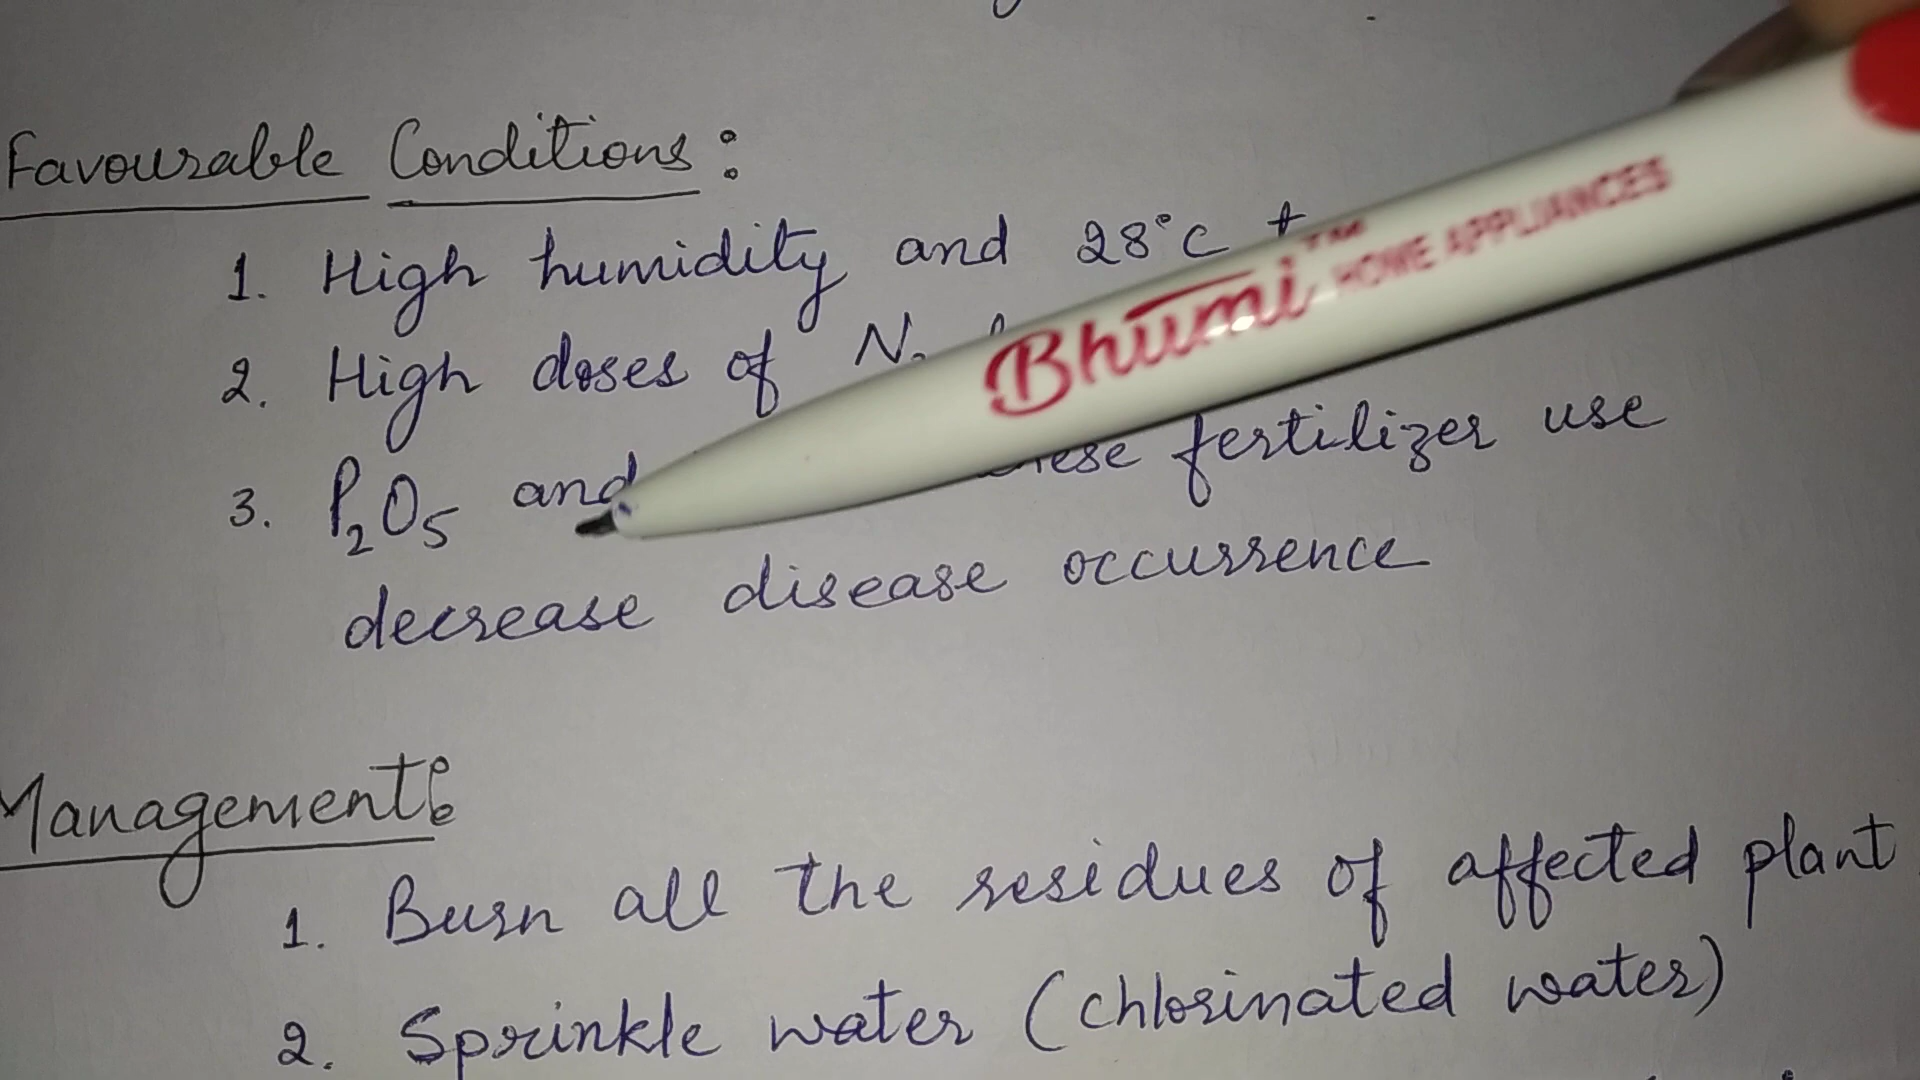 Favourable Conditions:
1. High humidity and 28°C
2. High doses of N.
3. P2O5 and fertilizer use
decrease disease occurrence
Management:
1. Burn all the residues of affected plant
2. Sprinkle water (chlorinated water)
Bhumi™ HOME APPLIANCES